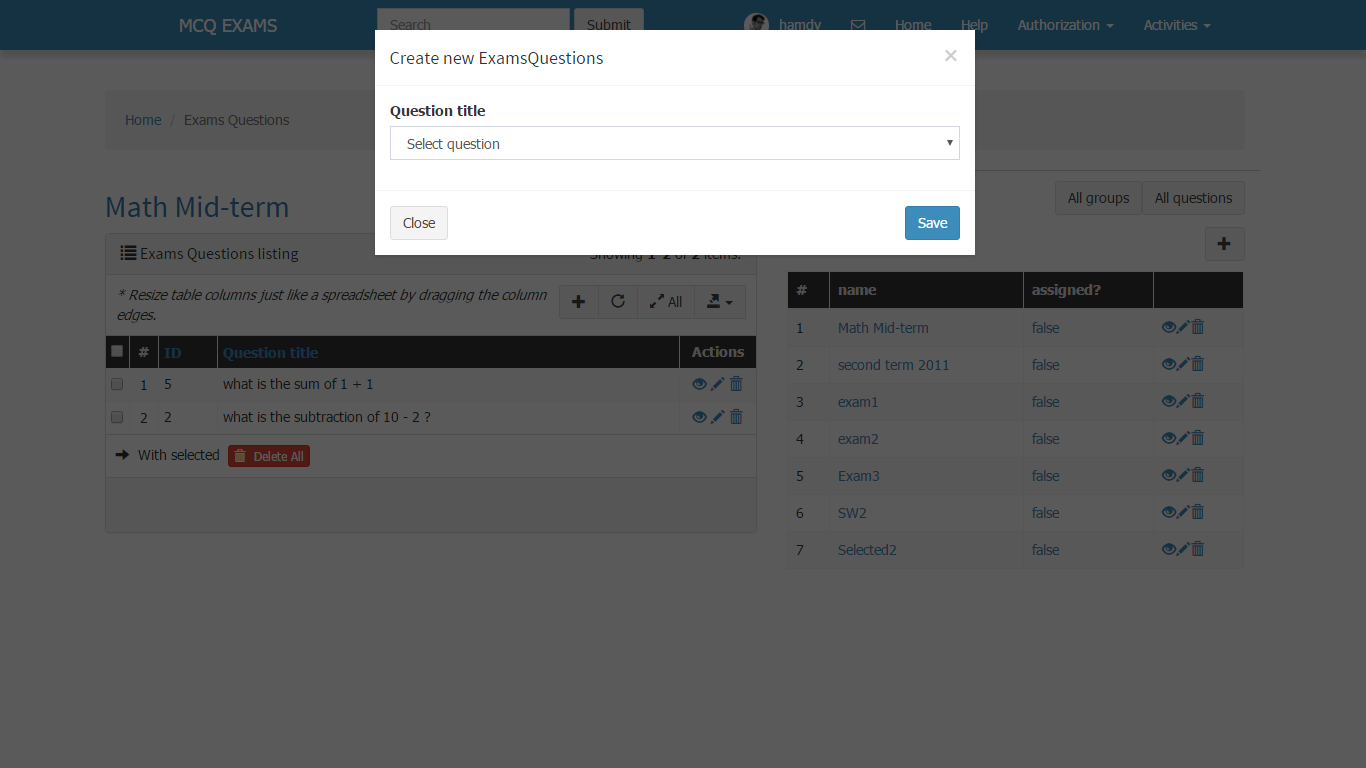 MCQ EXAMS Search Submit hamdy Home Help Authorization Activities
Create new ExamsQuestions ×
Question title
Select question
Close Save
Home / Exams Questions
All groups All questions
Math Mid-term
Exams Questions listing Showing 1-2 of 2 items.
* Resize table columns just like a spreadsheet by dragging the column
edges.
All
# ID Question title Actions
1 5 what is the sum of 1 + 1
2 2 what is the subtraction of 10 - 2 ?
With selected Delete All
# name assigned?
1 Math Mid-term false
2 second term 2011 false
3 exam1 false
4 exam2 false
5 Exam3 false
6 SW2 false
7 Selected2 false